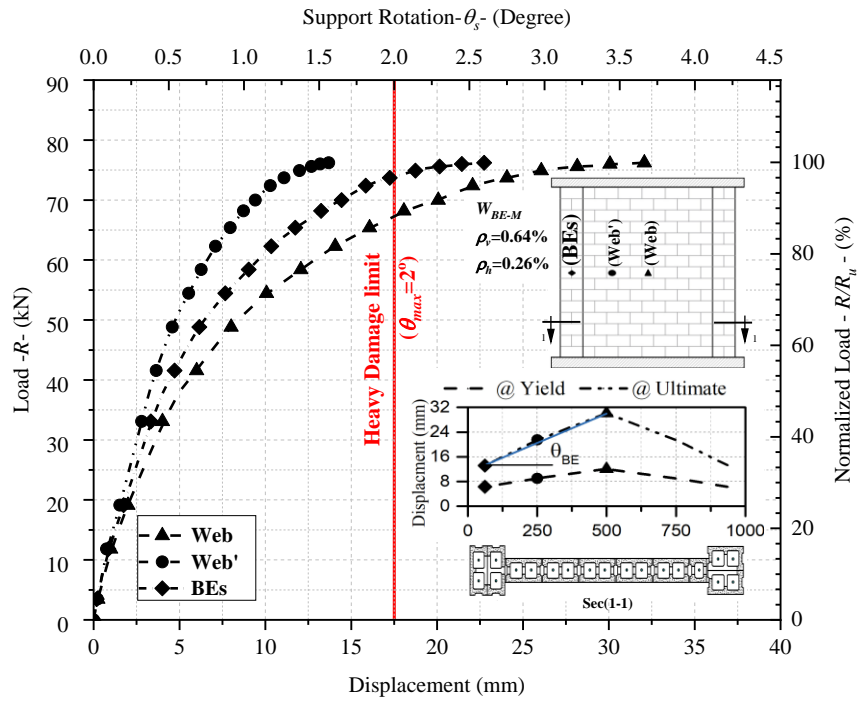 Support Rotation-θs- (Degree)
0.0 0.5 1.0 1.5 2.0 2.5 3.0 3.5 4.0 4.5
90
80
70
60
50
40
30
20
10
0
Load -R- (kN)
100
80
60
40
20
0
Normalized Load - R/Ru - (%)
Heavy Damage limit
(θmax=2°)
W BE-M
ρv=0.64%
ρh=0.26%
(BEs)
(Web')
(Web)
1 1
@ Yield @ Ultimate
Displacment (mm)
32
24
16
8
0
θBE
0 250 500 750 1000
Sec(1-1)
Web
Web'
BEs
0 5 10 15 20 25 30 35 40
Displacement (mm)